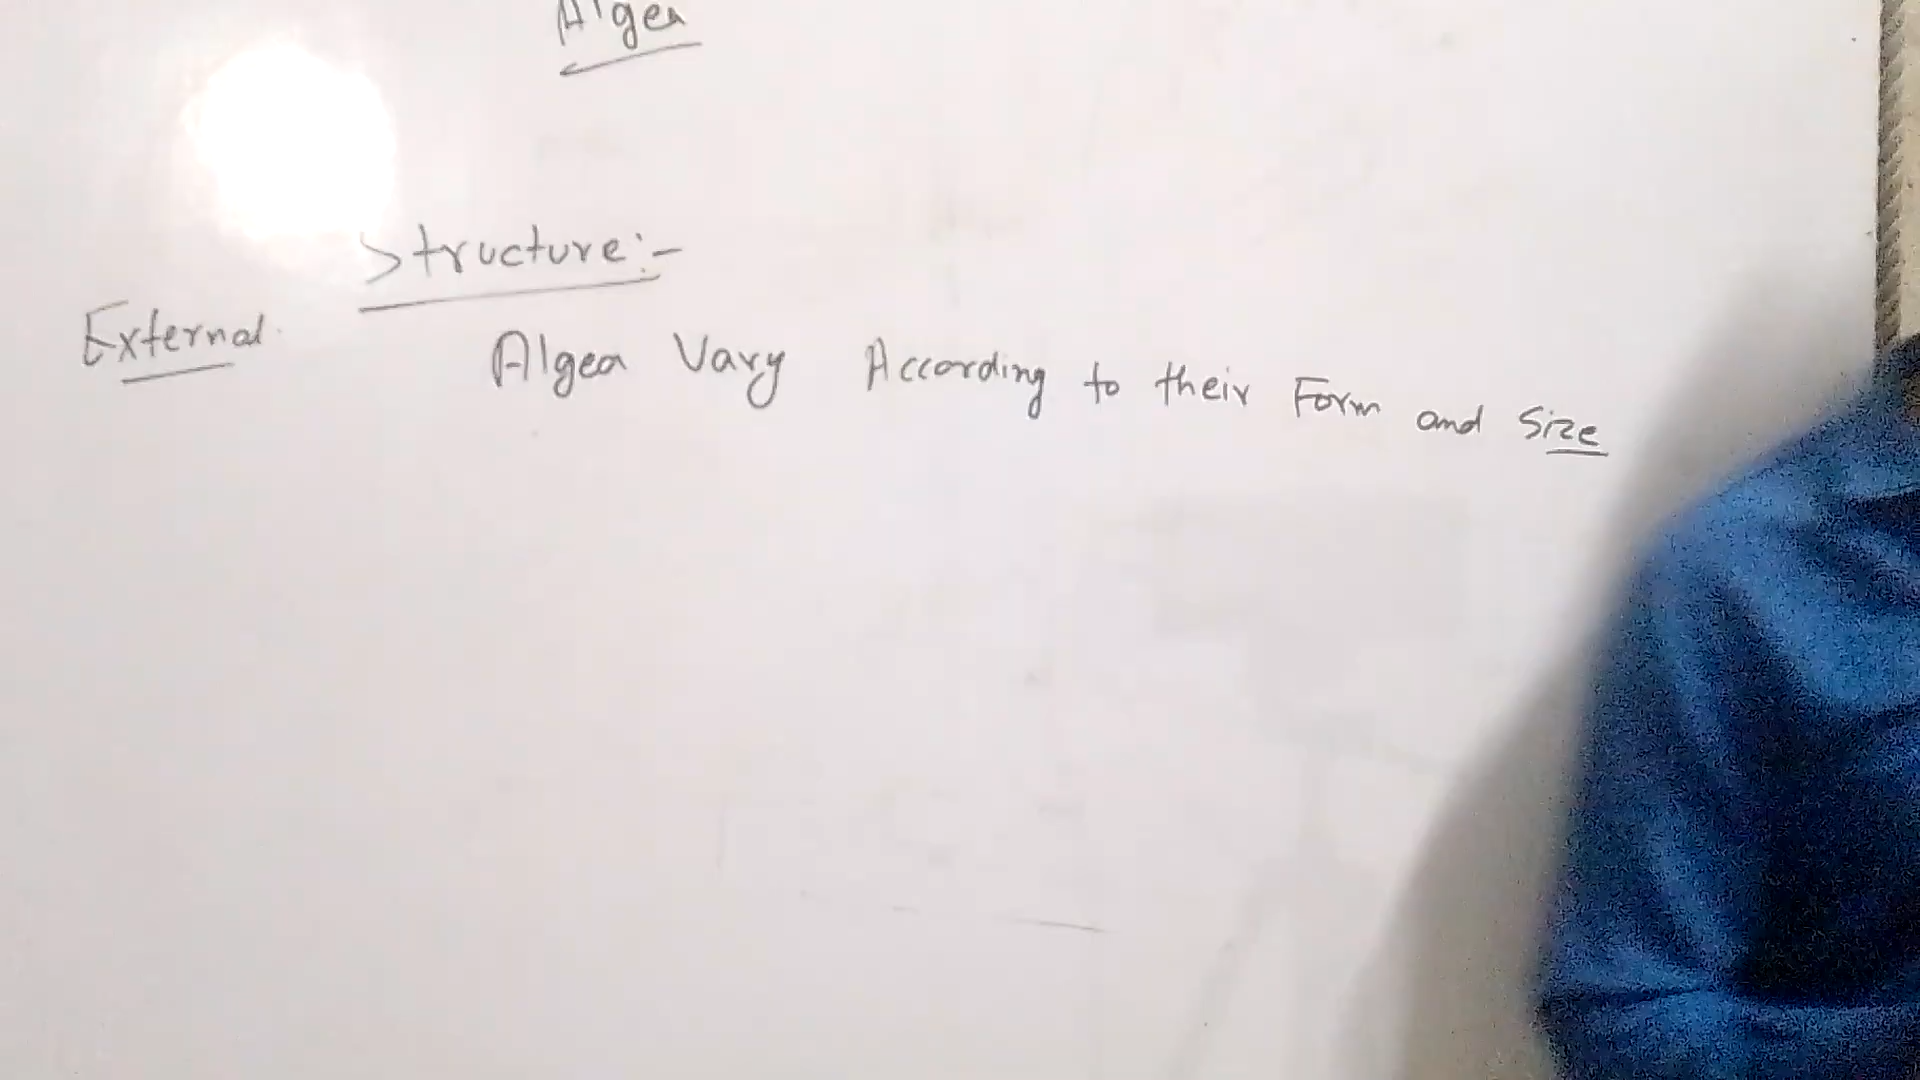 Algea
Structure:-
External.
Algea Vary According to their Form and Size